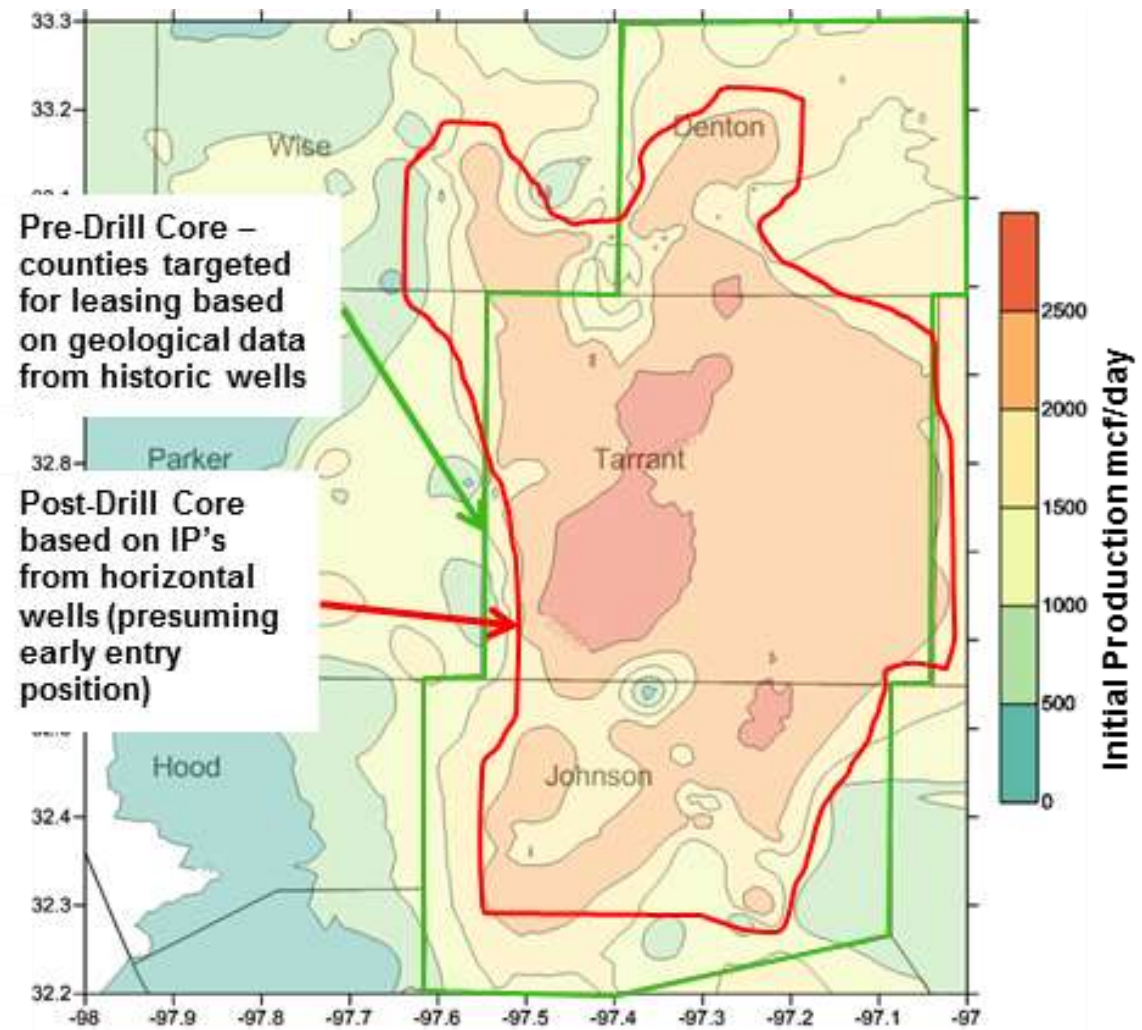 33.3
33.2
Denton
Wise
Pre-Drill Core –
counties targeted
for leasing based
on geological data
from historic wells
2500
2000
1500
1000
500
0
Initial Production mcf/day
32.8
Parker
Tarrant
Post-Drill Core
based on IP's
from horizontal
wells (presuming
early entry
position)
Hood
Johnson
32.4
32.3
32.2
-98
-97.9
-97.8
-97.7
-97.6
-97.5
-97.4
-97.3
-97.2
-97.1
-97